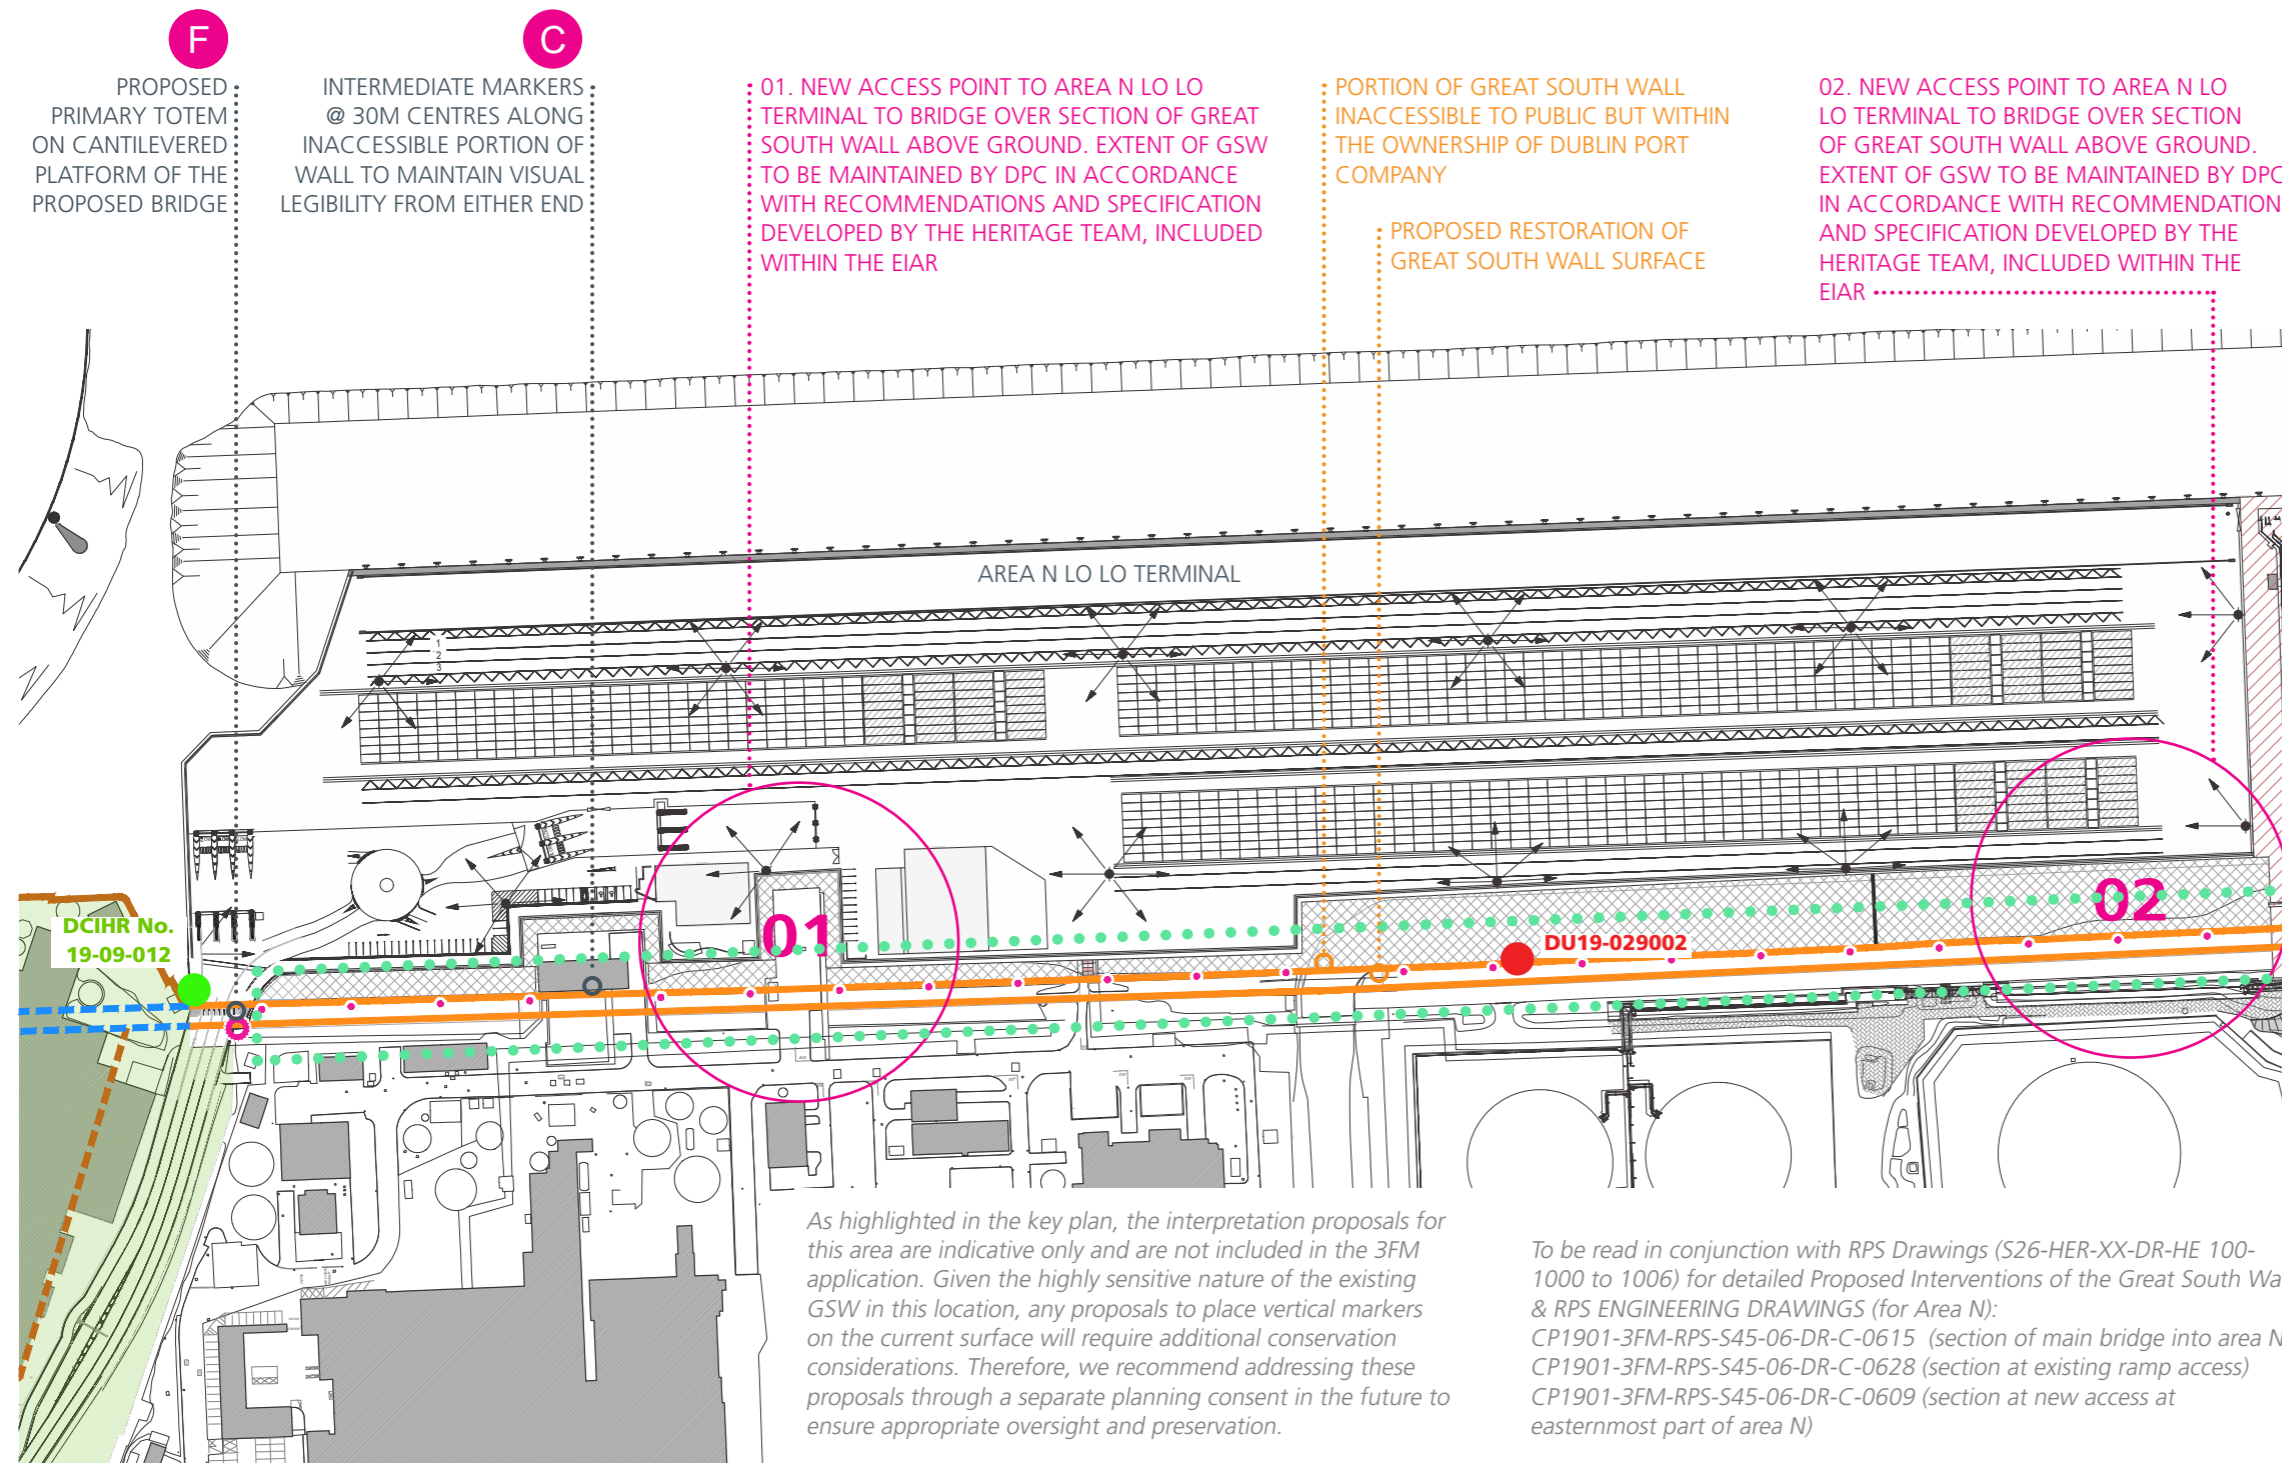 F
PROPOSED
PRIMARY TOTEM
ON CANTILEVERED
PLATFORM OF THE
PROPOSED BRIDGE
C
INTERMEDIATE MARKERS
@ 30M CENTRES ALONG
INACCESSIBLE PORTION OF
WALL TO MAINTAIN VISUAL
LEGIBILITY FROM EITHER END
01. NEW ACCESS POINT TO AREA N LO LO
TERMINAL TO BRIDGE OVER SECTION OF GREAT
SOUTH WALL ABOVE GROUND. EXTENT OF GSW
TO BE MAINTAINED BY DPC IN ACCORDANCE
WITH RECOMMENDATIONS AND SPECIFICATION
DEVELOPED BY THE HERITAGE TEAM, INCLUDED
WITHIN THE EIAR
PORTION OF GREAT SOUTH WALL
INACCESSIBLE TO PUBLIC BUT WITHIN
THE OWNERSHIP OF DUBLIN PORT
COMPANY
PROPOSED RESTORATION OF
GREAT SOUTH WALL SURFACE
02. NEW ACCESS POINT TO AREA N LO
LO TERMINAL TO BRIDGE OVER SECTION
OF GREAT SOUTH WALL ABOVE GROUND.
EXTENT OF GSW TO BE MAINTAINED BY DPC
IN ACCORDANCE WITH RECOMMENDATION
AND SPECIFICATION DEVELOPED BY THE
HERITAGE TEAM, INCLUDED WITHIN THE
EIAR
AREA N LO LO TERMINAL
1
2
3
01
02
DU19-029002
DCIHR No.
19-09-012
As highlighted in the key plan, the interpretation proposals for
this area are indicative only and are not included in the 3FM
application. Given the highly sensitive nature of the existing
GSW in this location, any proposals to place vertical markers
on the current surface will require additional conservation
considerations. Therefore, we recommend addressing these
proposals through a separate planning consent in the future to
ensure appropriate oversight and preservation.
To be read in conjunction with RPS Drawings (S26-HER-XX-DR-HE 100-
1000 to 1006) for detailed Proposed Interventions of the Great South Wa
& RPS ENGINEERING DRAWINGS (for Area N):
CP1901-3FM-RPS-S45-06-DR-C-0615 (section of main bridge into area N
CP1901-3FM-RPS-S45-06-DR-C-0628 (section at existing ramp access)
CP1901-3FM-RPS-S45-06-DR-C-0609 (section at new access at
easternmost part of area N)